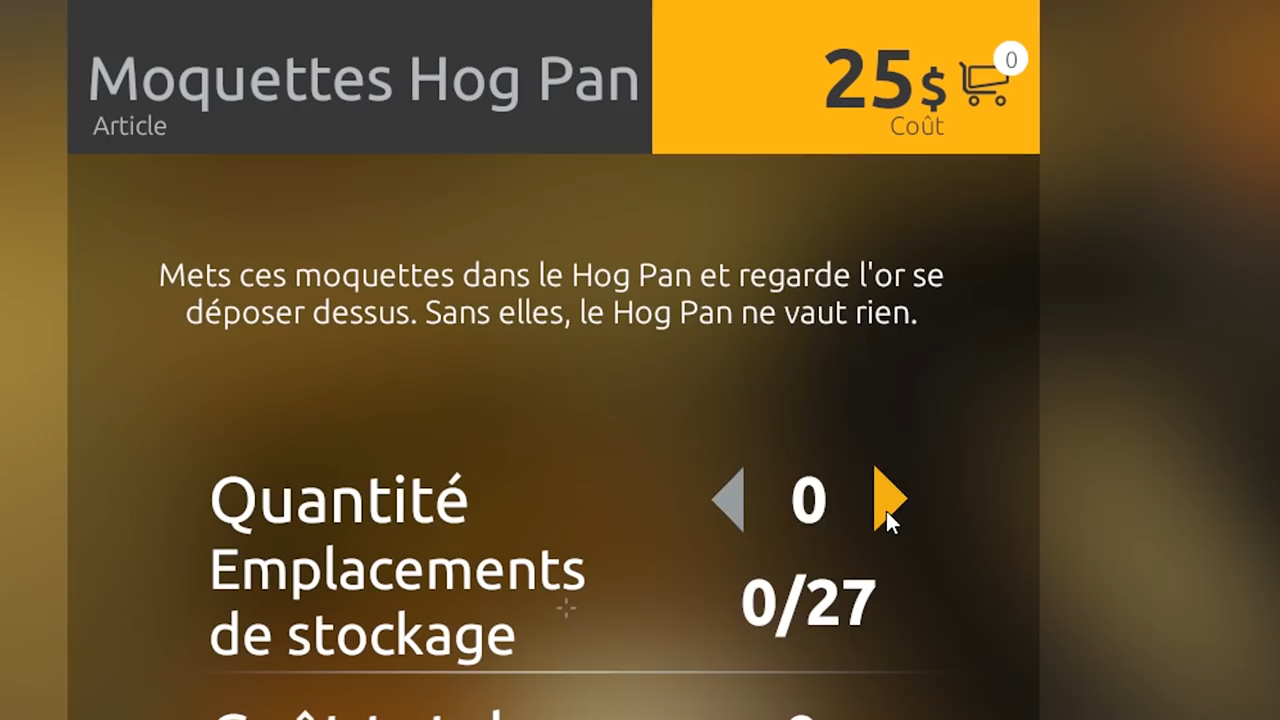 Moquettes Hog Pan
Article
25$
0
Coût
Mets ces moquettes dans le Hog Pan et regarde l'or se
déposer dessus. Sans elles, le Hog Pan ne vaut rien.
Quantité
0
Emplacements
de stockage
0/27